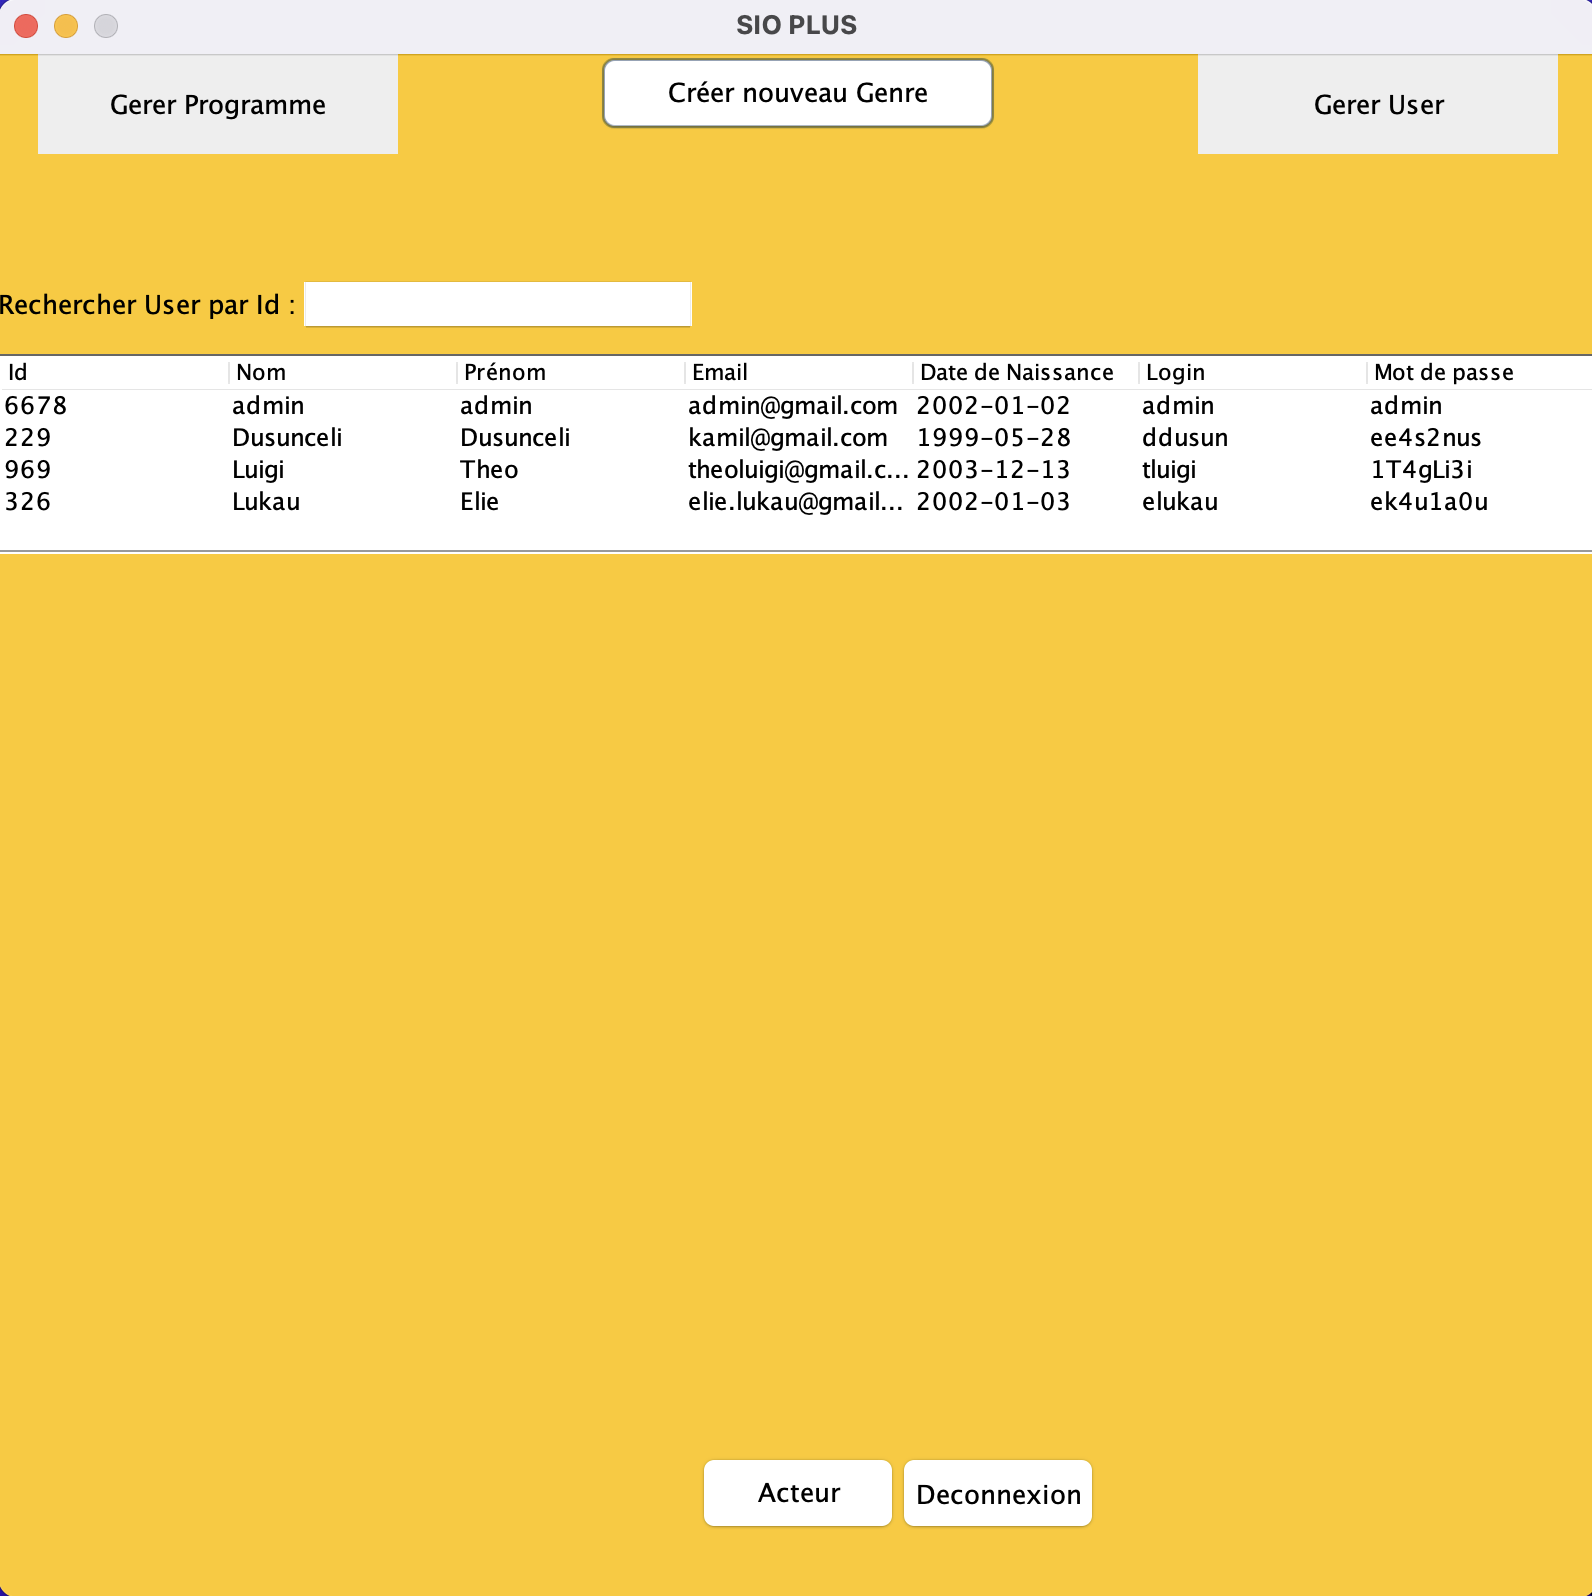 SIO PLUS
Gerer Programme
Créer nouveau Genre
Gerer User
Rechercher User par Id :
Id Nom Prénom Email Date de Naissance Login Mot de passe
6678 admin admin admin@gmail.com 2002-01-02 admin admin
229 Dusunceli Dusunceli kamil@gmail.com 1999-05-28 ddusun ee4s2nus
969 Luigi Theo theoluigi@gmail.c... 2003-12-13 tluigi 1T4gLi3i
326 Lukau Elie elie.lukau@gmail... 2002-01-03 elukau ek4u1a0u
Acteur
Deconnexion